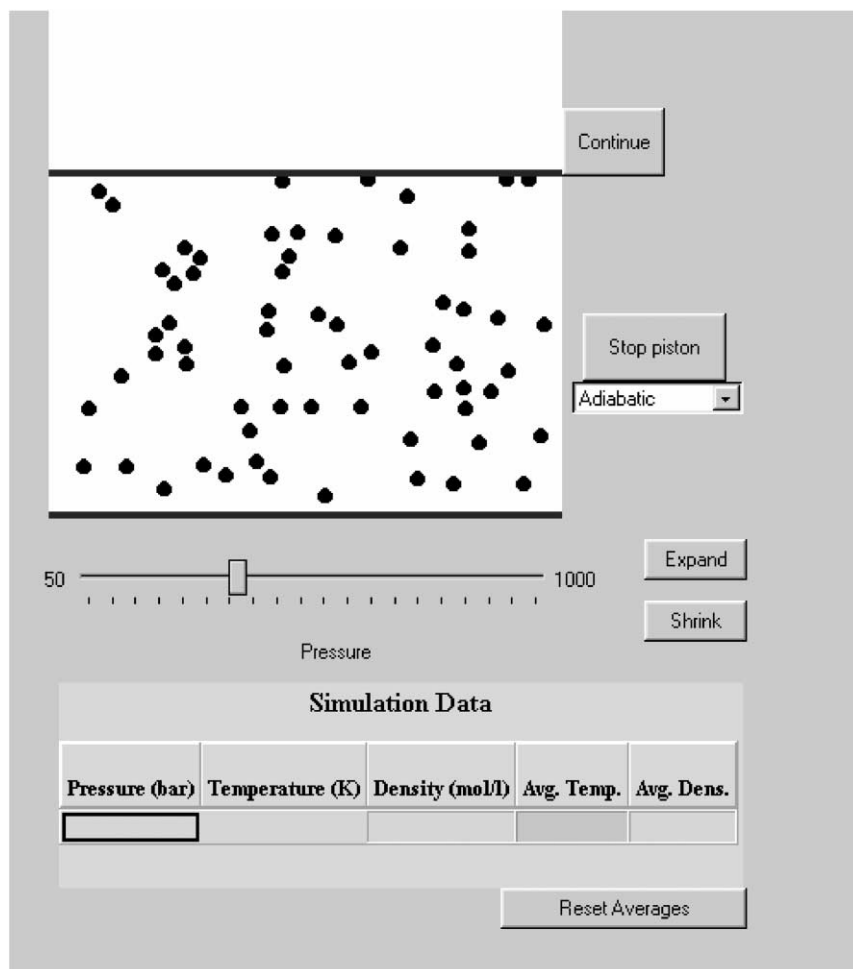 Continue
Stop piston
Adiabatic
Expand
50 1000
Shrink
Pressure
Simulation Data
Pressure (bar) Temperature (K) Density (mol/l) Avg. Temp. Avg. Dens.
Reset Averages